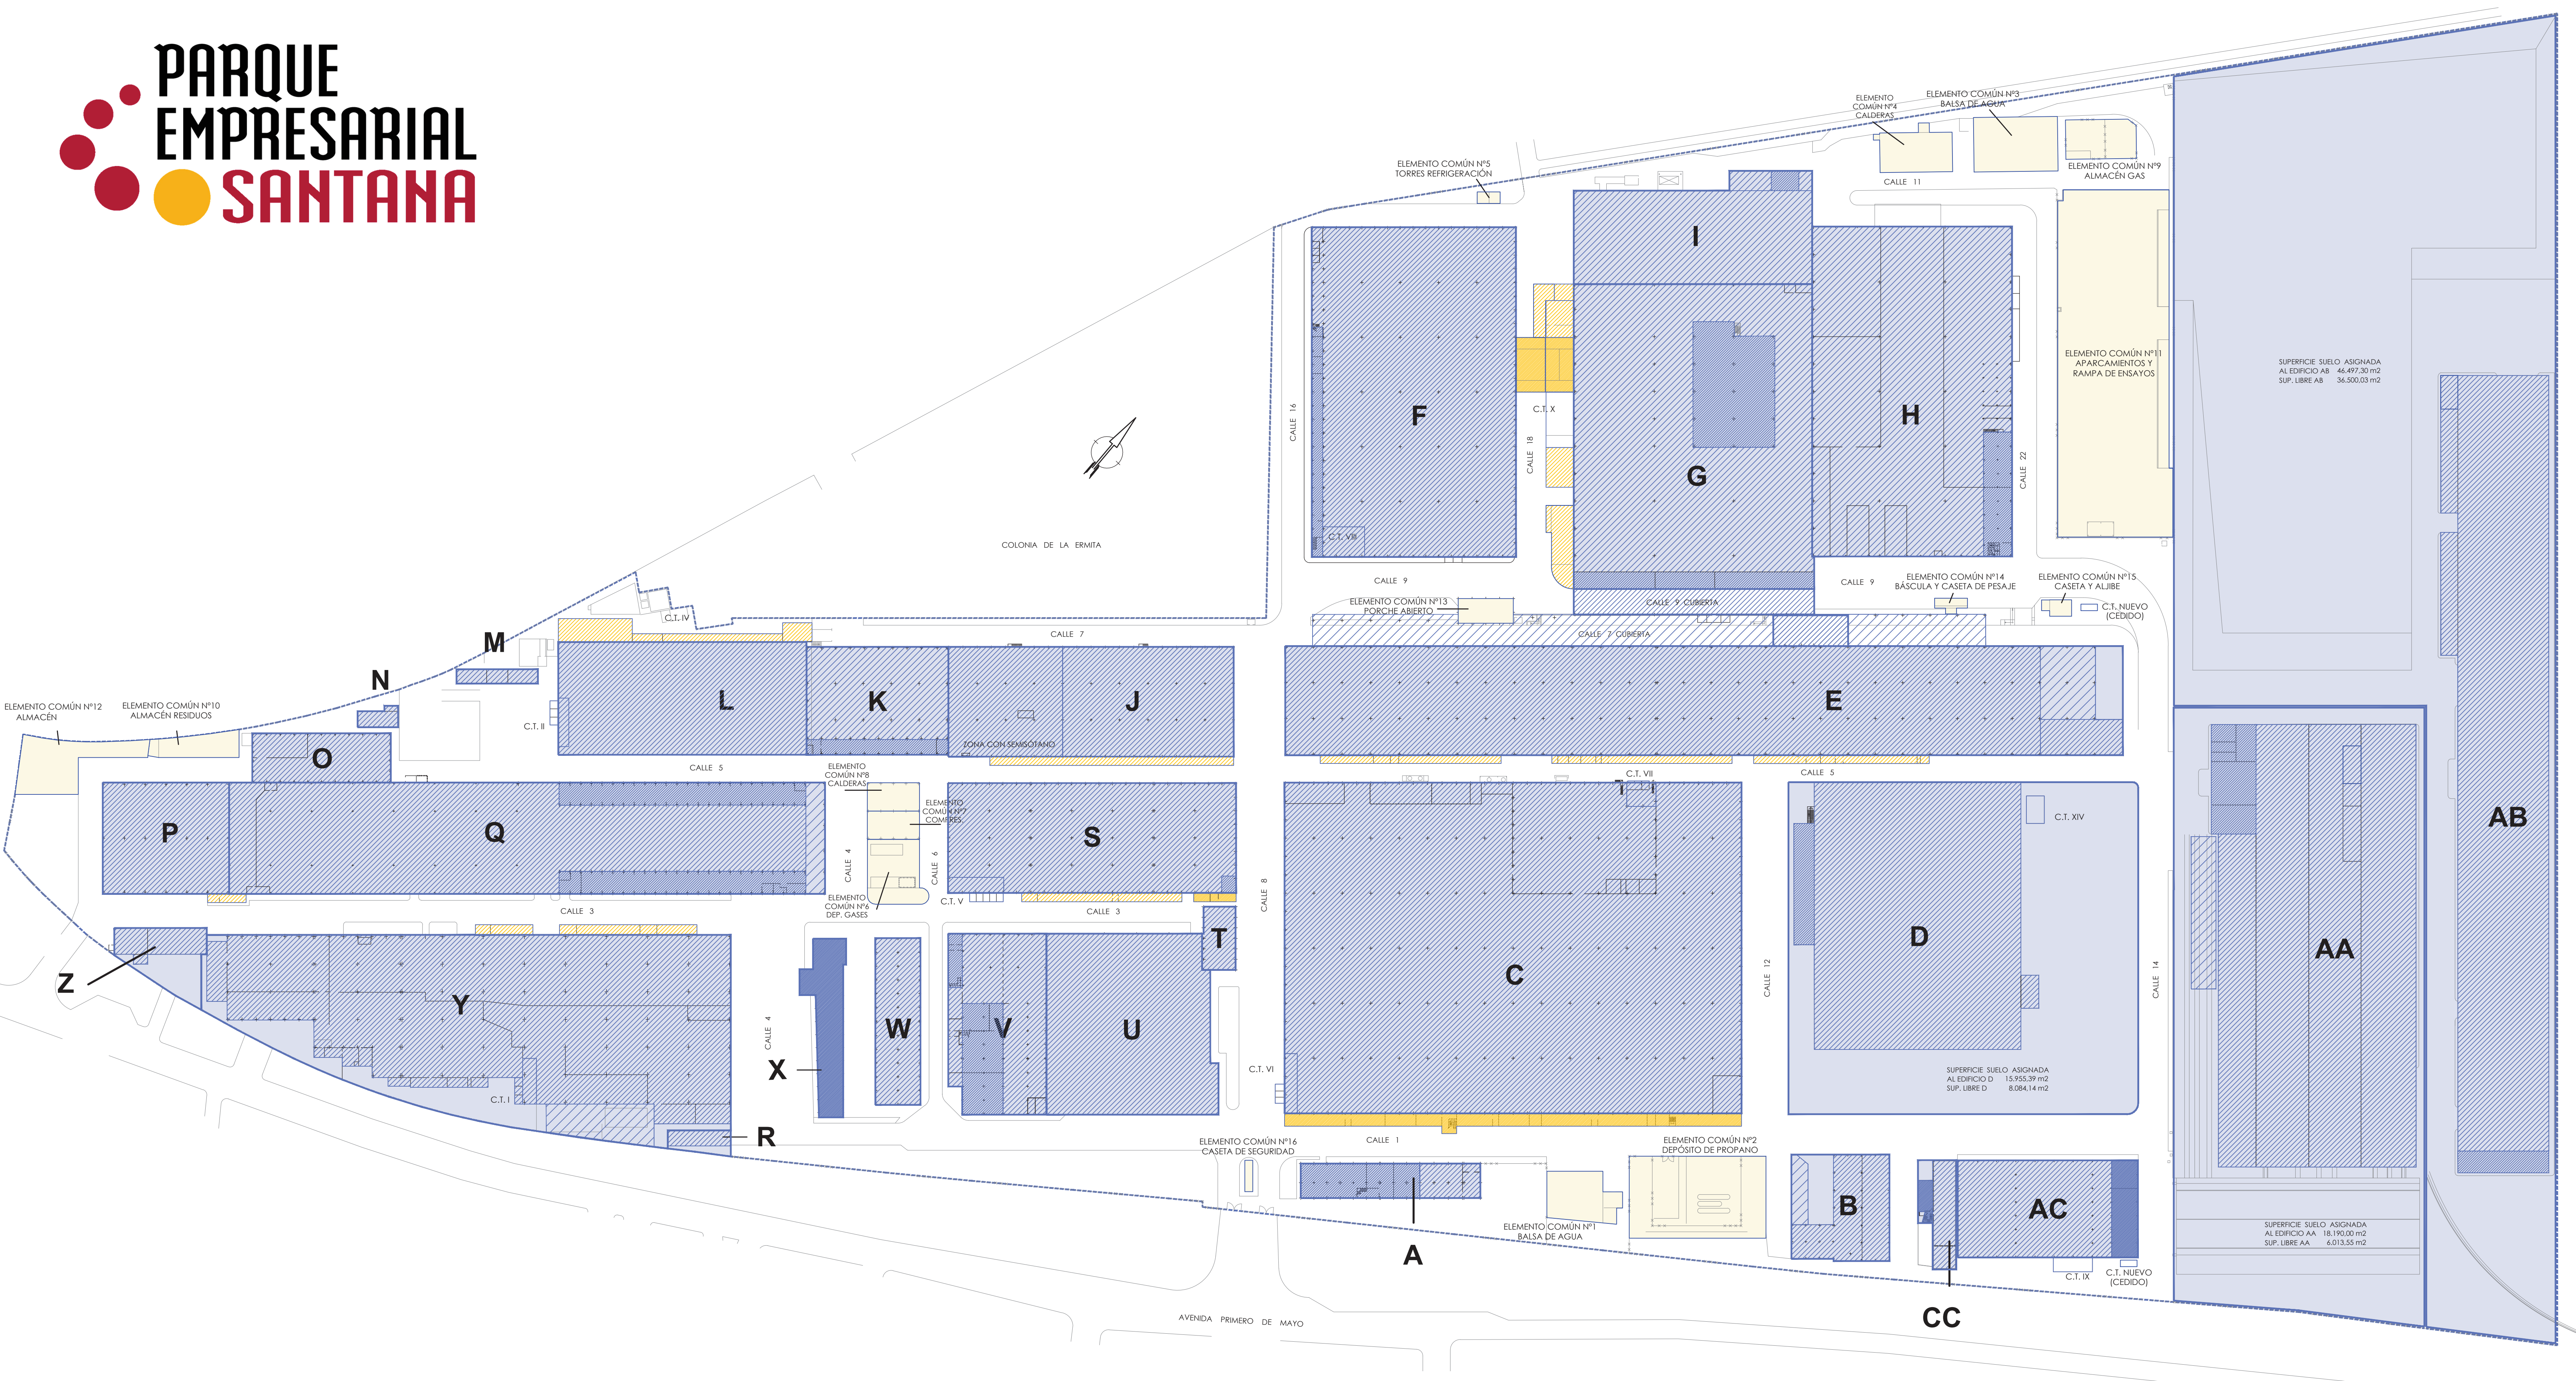 PARQUE
EMPRESARIAL
SANTANA
ELEMENTO
COMÚN Nº4
CALDERAS
ELEMENTO COMÚN Nº3
BALSA DE AGUA
ELEMENTO COMÚN Nº9
ALMACÉN GAS
CALLE 11
ELEMENTO COMÚN Nº5
TORRES REFRIGERACIÓN
I
F
G
H
CALLE 16
C.T. X
CALLE 18
CALLE 22
C.T. VIII
ELEMENTO COMÚN Nº11
APARCAMIENTOS Y
RAMPA DE ENSAYOS
SUPERFICIE SUELO ASIGNADA
AL EDIFICIO AB 46.497,30 m2
SUP. LIBRE AB 36.500,03 m2
COLONIA DE LA ERMITA
CALLE 9
CALLE 9
CALLE 9 CUBIERTA
ELEMENTO COMÚN Nº14
BÁSCULA Y CASETA DE PESAJE
ELEMENTO COMÚN Nº15
CASETA Y ALJIBE
C.T. NUEVO
(CEDIDO)
ELEMENTO COMÚN Nº13
PORCHE ABIERTO
C.T. IV
CALLE 7
CALLE 7 CUBIERTA
M
N
L
K
J
E
ELEMENTO COMÚN Nº12
ALMACÉN
ELEMENTO COMÚN Nº10
ALMACÉN RESIDUOS
C.T. II
ZONA CON SEMISÓTANO
O
CALLE 5
ELEMENTO
COMÚN Nº8
CALDERAS
C.T. VII
CALLE 5
ELEMENTO
COMÚN Nº7
COMPRES.
P
Q
S
C.T. XIV
AB
CALLE 4
CALLE 6
CALLE 8
ELEMENTO
COMÚN Nº6
DEP. GASES
C.T. V
CALLE 3
CALLE 3
T
D
AA
Z
Y
W
V
U
C
CALLE 12
CALLE 14
CALLE 4
X
C.T. I
C.T. VI
SUPERFICIE SUELO ASIGNADA
AL EDIFICIO D 15.955,39 m2
SUP. LIBRE D 8.084,14 m2
R
CALLE 1
ELEMENTO COMÚN Nº16
CASETA DE SEGURIDAD
ELEMENTO COMÚN Nº2
DEPÓSITO DE PROPANO
B
AC
ELEMENTO COMÚN Nº1
BALSA DE AGUA
A
SUPERFICIE SUELO ASIGNADA
AL EDIFICIO AA 18.190,00 m2
SUP. LIBRE AA 6.013,55 m2
C.T. IX
C.T. NUEVO
(CEDIDO)
CC
AVENIDA PRIMERO DE MAYO